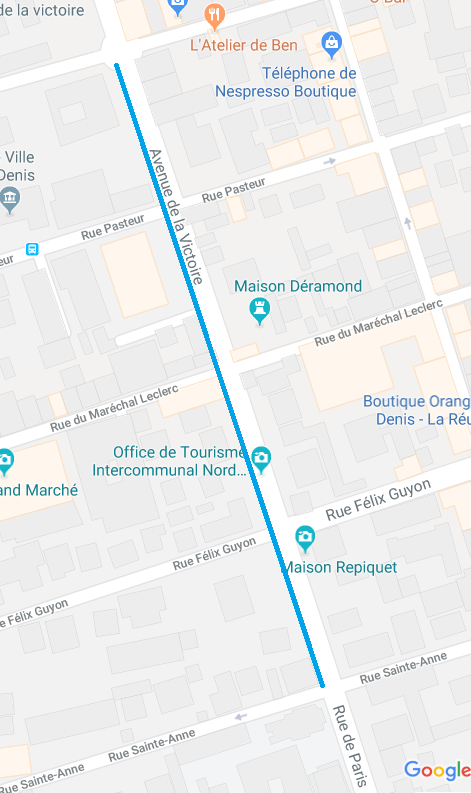 de la victoire
O Bar
L'Atelier de Ben
Téléphone de
Nespresso Boutique
Avenue de la Victoire
Ville
Denis
Rue Pasteur
Rue Pasteur
eur
Maison Déramond
Rue du Maréchal Leclerc
Rue du Maréchal Leclerc
Boutique Orang
Denis - La Réu
Office de Tourisme
Intercommunal Nord...
and Marché
Rue Félix Guyon
Rue Félix Guyon
e Félix Guyon
Maison Repiquet
Rue Sainte-Anne
Rue Sainte-Anne
Rue Sainte-Anne
Rue de Paris
Google